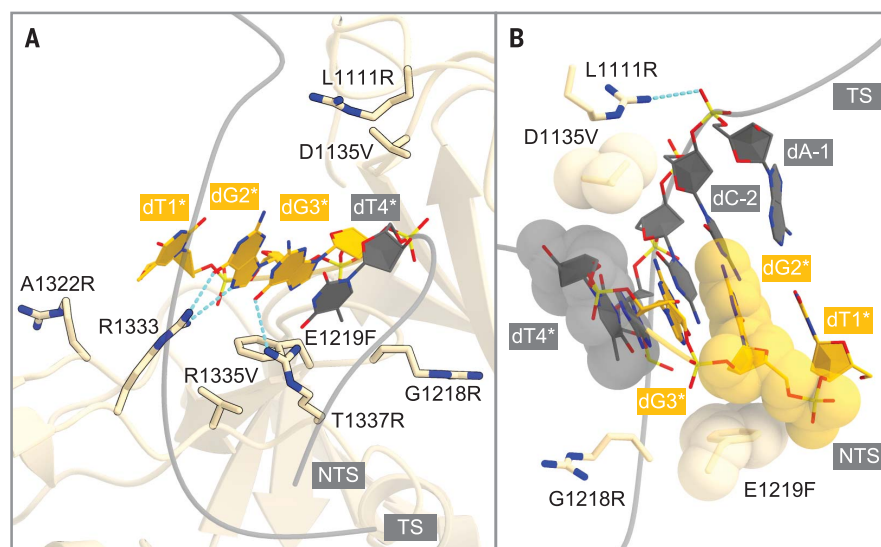 A
L1111R
D1135V
dT1*
dG2*
dG3*
dT4*
A1322R
R1333
E1219F
R1335V
G1218R
T1337R
NTS
TS
B
L1111R
TS
D1135V
dA-1
dC-2
dG2*
dT1*
dT4*
dG3*
NTS
G1218R
E1219F